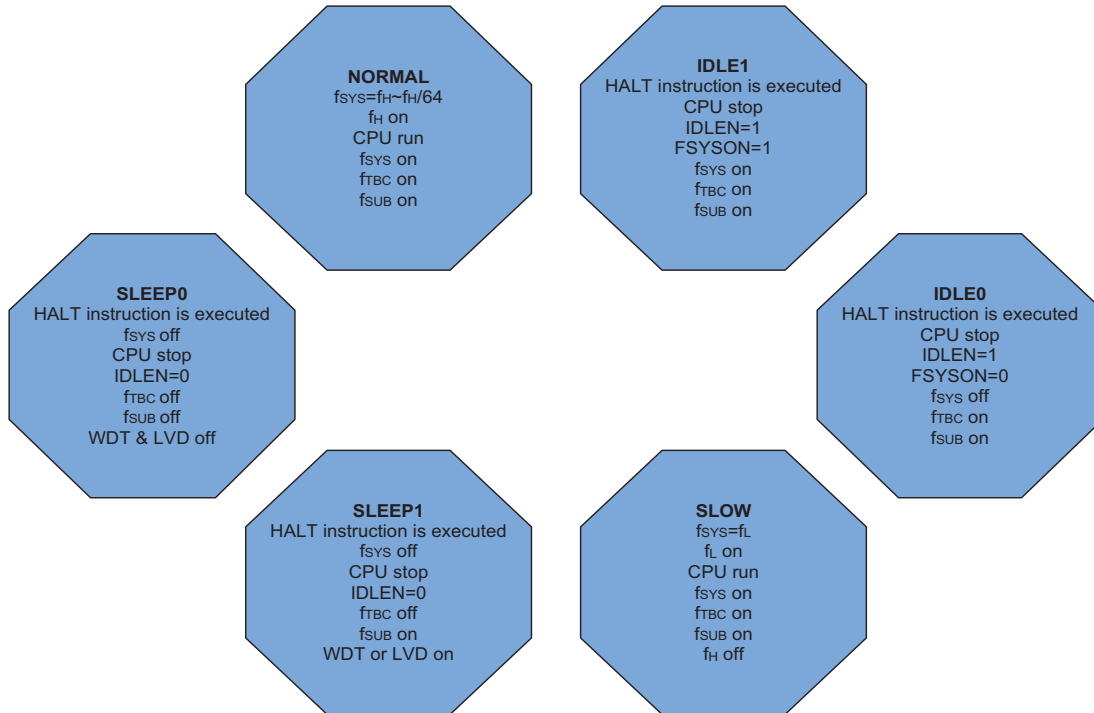 NORMAL
fSYS=fH~fH/64
fH on
CPU run
fSYS on
fTBC on
fSUB on
IDLE1
HALT instruction is executed
CPU stop
IDLEN=1
FSYSON=1
fSYS on
fTBC on
fSUB on
SLEEP0
HALT instruction is executed
fSYS off
CPU stop
IDLEN=0
fTBC off
fSUB off
WDT & LVD off
IDLE0
HALT instruction is executed
CPU stop
IDLEN=1
FSYSON=0
fSYS off
fTBC on
fSUB on
SLEEP1
HALT instruction is executed
fSYS off
CPU stop
IDLEN=0
fTBC off
fSUB on
WDT or LVD on
SLOW
fSYS=fL
fL on
CPU run
fSYS on
fTBC on
fSUB on
fH off